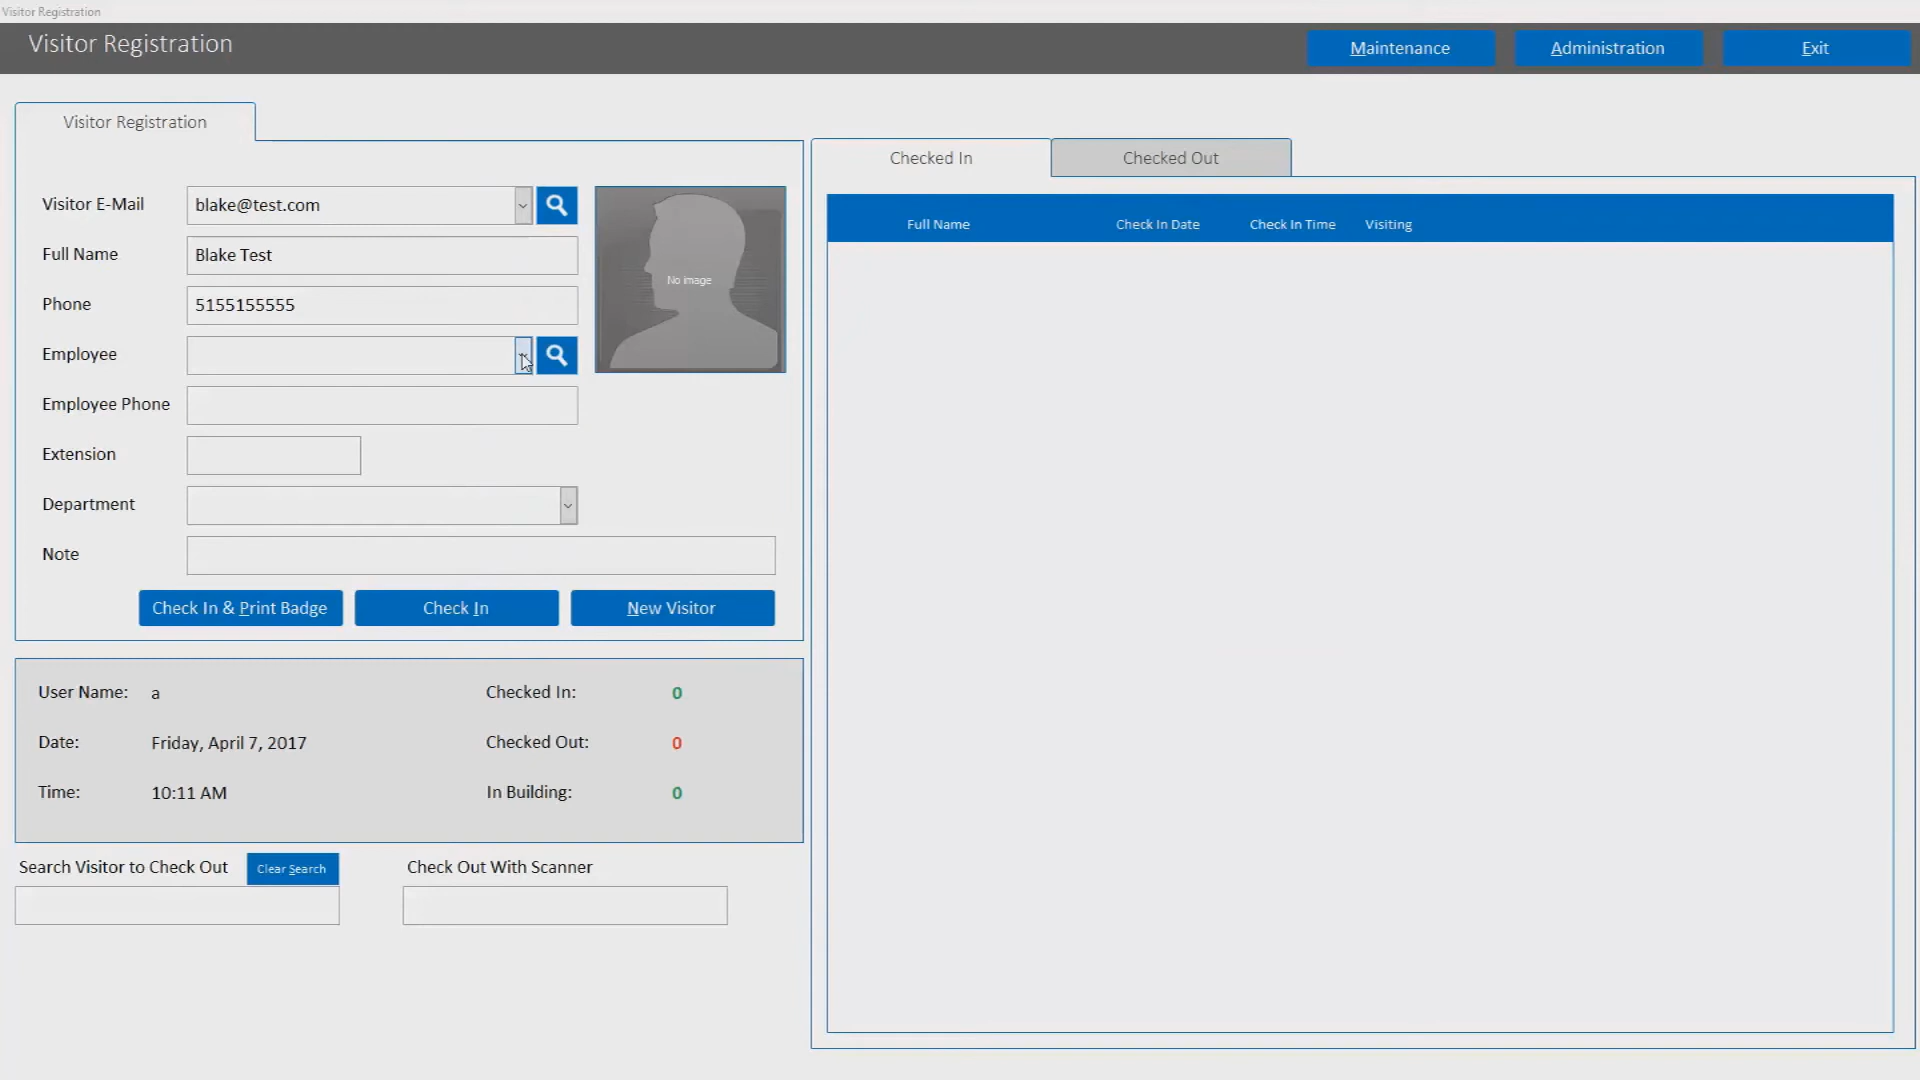 Visitor Registration
Visitor Registration
Maintenance
Administration
Exit
Visitor Registration
Checked In
Checked Out
Visitor E-Mail
blake@test.com
Full Name
Blake Test
Phone
5155155555
Employee
Employee Phone
Extension
Department
Note
No image
Full Name
Check In Date
Check In Time
Visiting
Check In & Print Badge
Check In
New Visitor
User Name:
a
Checked In:
0
Date:
Friday, April 7, 2017
Checked Out:
0
Time:
10:11 AM
In Building:
0
Search Visitor to Check Out
Clear Search
Check Out With Scanner